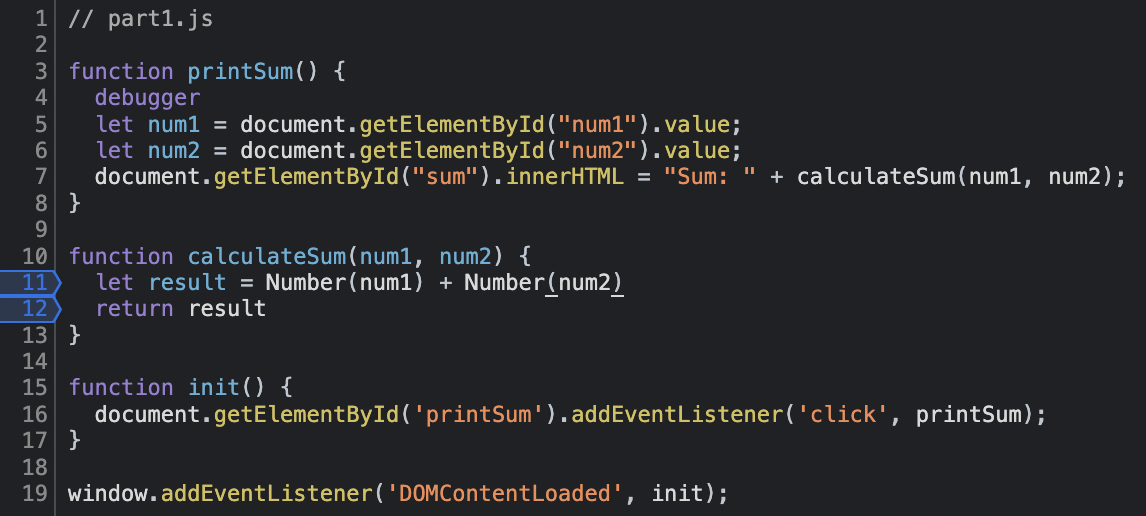 1 // part1.js
2
3 function printSum() {
4   debugger
5   let num1 = document.getElementById("num1").value;
6   let num2 = document.getElementById("num2").value;
7   document.getElementById("sum").innerHTML = "Sum: " + calculateSum(num1, num2);
8 }
9
10 function calculateSum(num1, num2) {
11   let result = Number(num1) + Number(num2)
12   return result
13 }
14
15 function init() {
16   document.getElementById('printSum').addEventListener('click', printSum);
17 }
18
19 window.addEventListener('DOMContentLoaded', init);